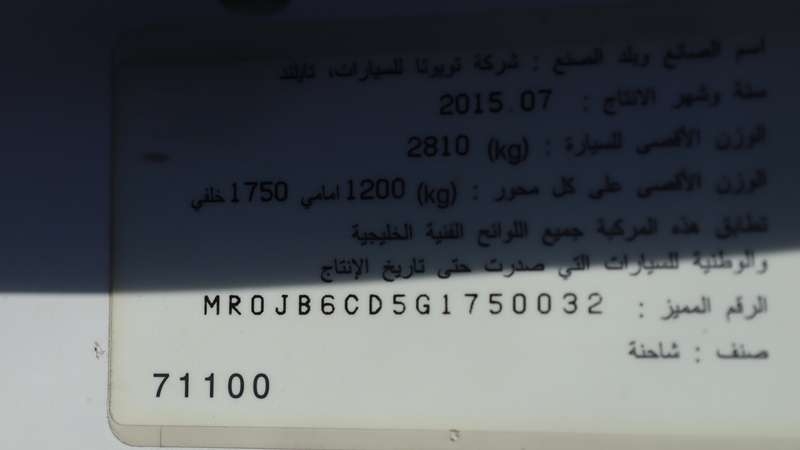 اسم الصانع وبلد الصنع : شركة تويوتا للسيارات، تايلند
سنة وشهر الانتاج : 2015.07
الوزن الأقصى للسيارة : (kg) 2810
الوزن الأقصى على كل محور : (kg) 1200 امامي 1750 خلفي
تطابق هذه المركبة جميع اللوائح الفنية الخليجية
والوطنية للسيارات التي صدرت حتى تاريخ الإنتاج
الرقم المميز : MR0JB6CD5G1750032
صنف : شاحنة
71100